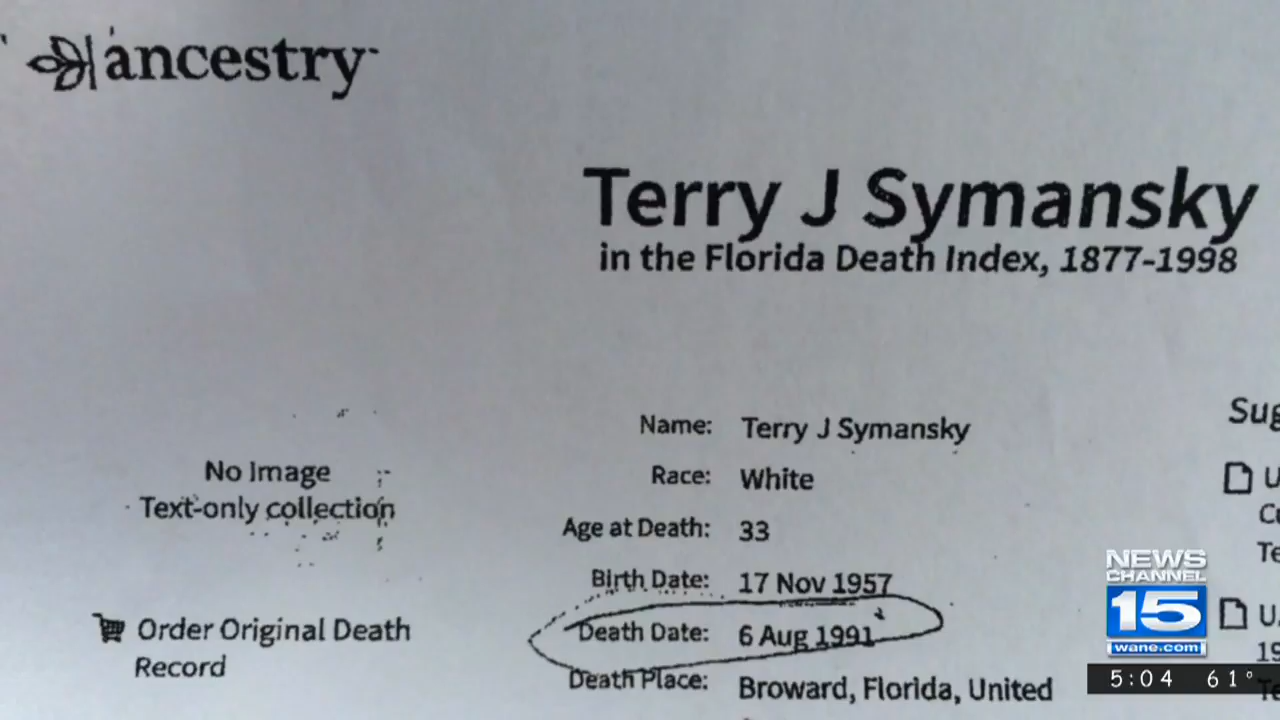 ancestry
Terry J Symansky
in the Florida Death Index, 1877-1998
Name: Terry J Symansky
Race: White
Age at Death: 33
Birth Date: 17 Nov 1957
Death Date: 6 Aug 1991
Death Place: Broward, Florida, United
No Image
Text-only collection
Order Original Death
Record
NEWS
CHANNEL
15
wane.com
5:04 61°